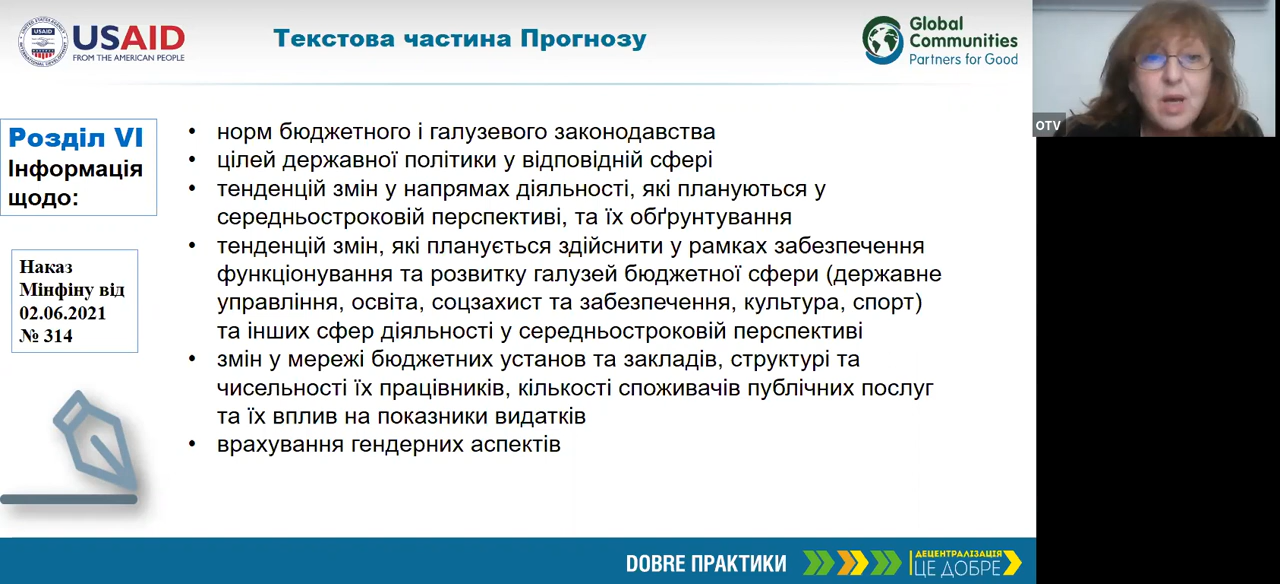 USAID
FROM THE AMERICAN PEOPLE
Текстова частина Прогнозу
Global
Communities
Partners for Good
OTV
Розділ VI
Інформація
щодо:
Наказ
Мінфіну від
02.06.2021
№ 314
• норм бюджетного і галузевого законодавства
• цілей державної політики у відповідній сфері
• тенденцій змін у напрямах діяльності, які плануються у
середньостроковій перспективі, та їх обґрунтування
• тенденцій змін, які планується здійснити у рамках забезпечення
функціонування та розвитку галузей бюджетної сфери (державне
управління, освіта, соцзахист та забезпечення, культура, спорт)
та інших сфер діяльності у середньостроковій перспективі
• змін у мережі бюджетних установ та закладів, структурі та
чисельності їх працівників, кількості споживачів публічних послуг
та їх вплив на показники видатків
• врахування гендерних аспектів
DOBRE ПРАКТИКИ
ДЕЦЕНТРАЛІЗАЦІЯ
ЦЕ ДОБРЕ